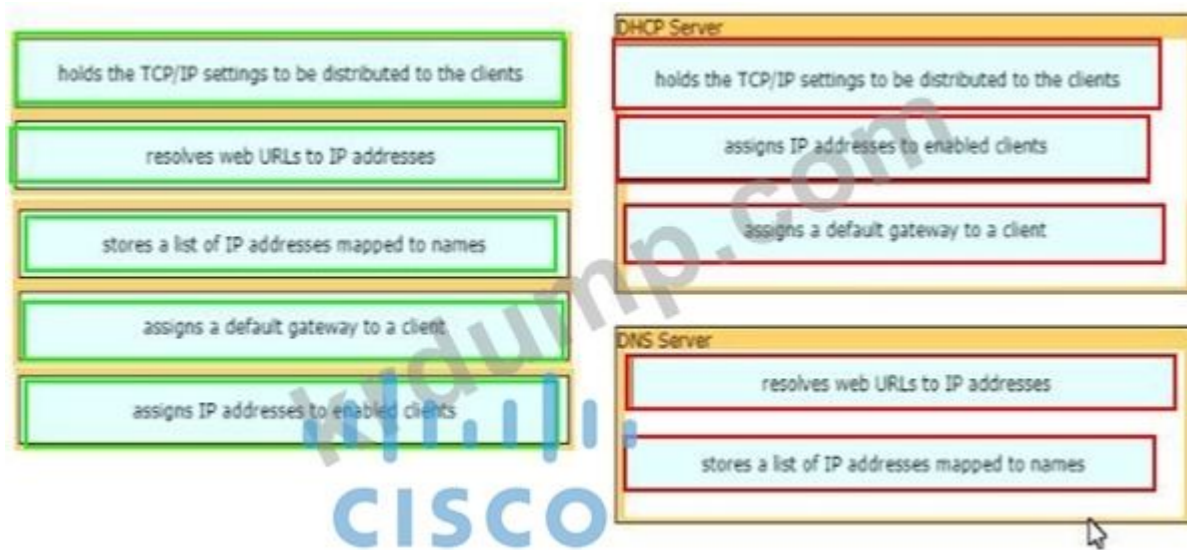 holds the TCP/IP settings to be distributed to the clients
resolves web URLs to IP addresses
stores a list of IP addresses mapped to names
assigns a default gateway to a client
assigns IP addresses to enabled clients
DHCP Server
holds the TCP/IP settings to be distributed to the clients
assigns IP addresses to enabled clients
assigns a default gateway to a client
DNS Server
resolves web URLs to IP addresses
stores a list of IP addresses mapped to names
krdump.com
CISCO